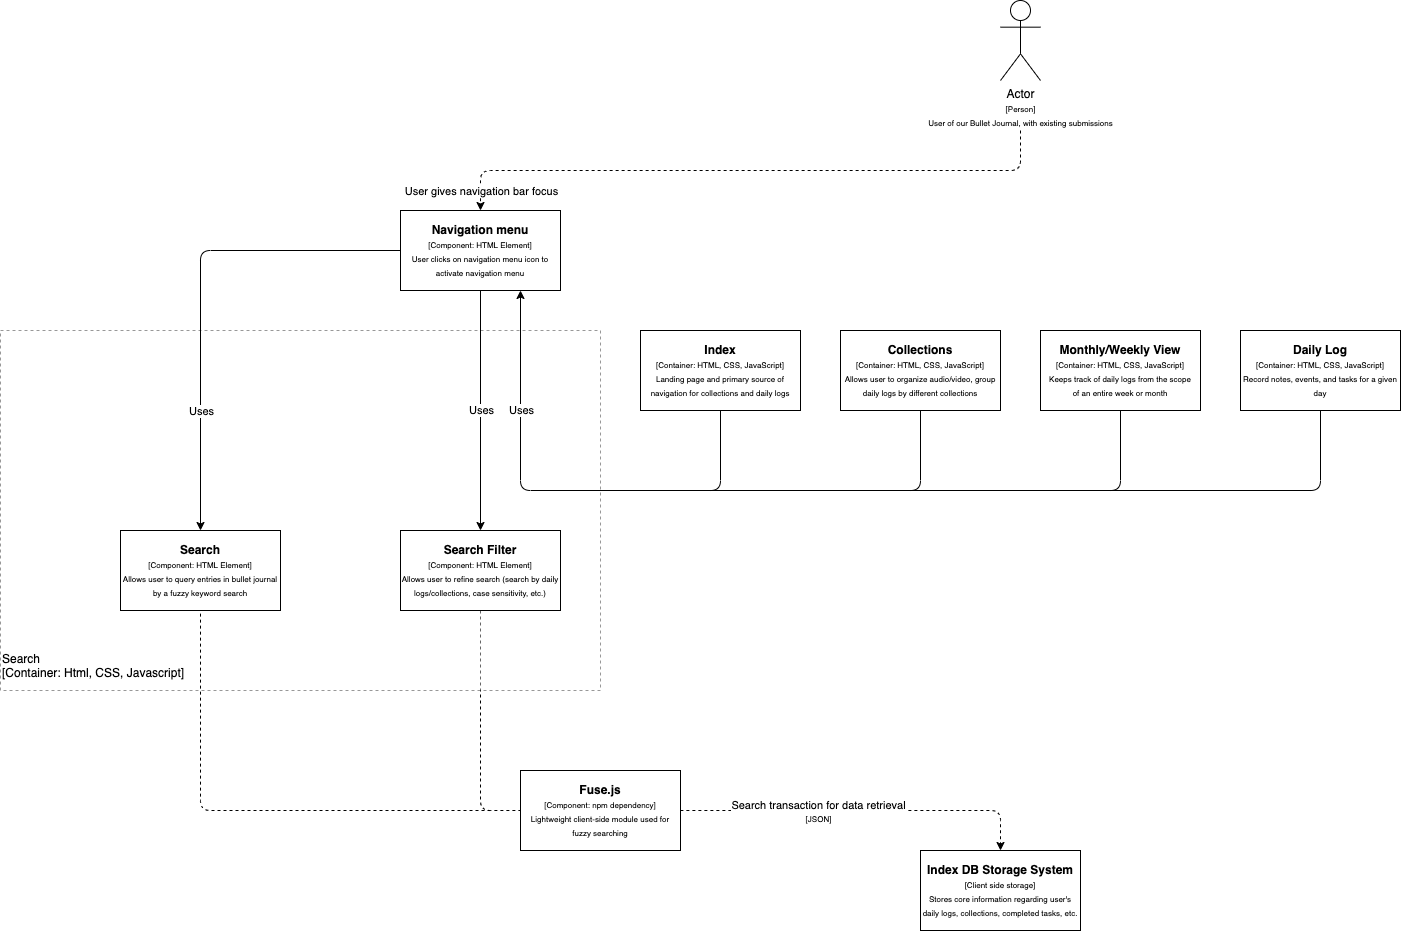 Actor
[Person]
User of our Bullet Journal, with existing submissions
User gives navigation bar focus
Navigation menu
[Component: HTML Element]
User clicks on navigation menu icon to
activate navigation menu
Index
[Container: HTML, CSS, JavaScript]
Landing page and primary source of
navigation for collections and daily logs
Collections
[Container: HTML, CSS, JavaScript]
Allows user to organize audio/video, group
daily logs by different collections
Monthly/Weekly View
[Container: HTML, CSS, JavaScript]
Keeps track of daily logs from the scope
of an entire week or month
Daily Log
[Container: HTML, CSS, JavaScript]
Record notes, events, and tasks for a given
day
Uses
Uses
Uses
Search
[Component: HTML Element]
Allows user to query entries in bullet journal
by a fuzzy keyword search
Search Filter
[Component: HTML Element]
Allows user to refine search (search by daily
logs/collections, case sensitivity, etc.)
Search
[Container: Html, CSS, Javascript]
Fuse.js
[Component: npm dependency]
Lightweight client-side module used for
fuzzy searching
Search transaction for data retrieval
[JSON]
Index DB Storage System
[Client side storage]
Stores core information regarding user's
daily logs, collections, completed tasks, etc.